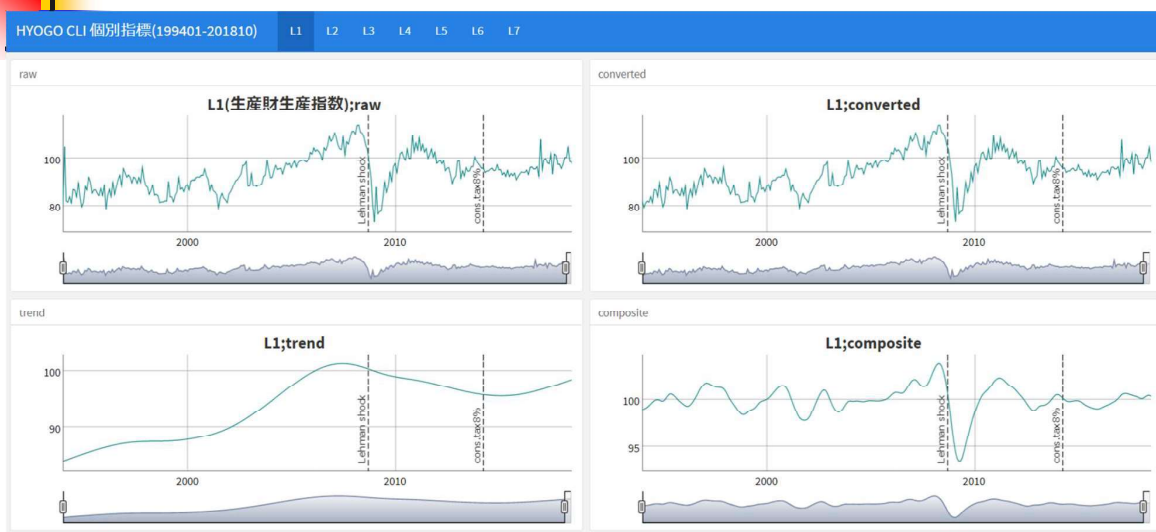 HYOGO CLI 個別指標(199401-201810) L1 L2 L3 L4 L5 L6 L7
raw
L1(生産財生産指数);raw
100
80
Lehman shock
cons.tax8%
2000 2010
converted
L1;converted
100
80
Lehman shock
cons.tax8%
2000 2010
trend
L1;trend
100
90
Lehman shock
cons.tax8%
2000 2010
composite
L1;composite
100
95
Lehman shock
cons.tax8%
2000 2010